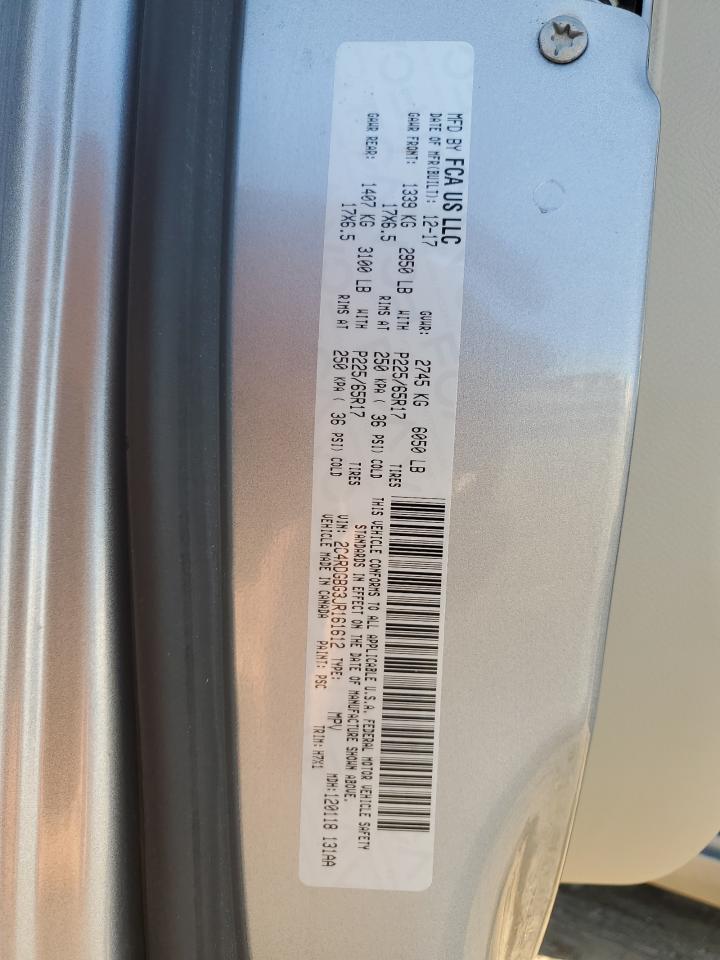 MFD BY FCA US LLC
DATE OF MFR(BUILT): 12-17 GVWR: 2745 KG 6050 LB
GAWR FRONT: 1339 KG 2950 LB WITH P225/65R17 TIRES
17X6.5 RIMS AT 250 KPA ( 36 PSI) COLD
GAWR REAR: 1407 KG 3100 LB WITH P225/65R17 TIRES
17X6.5 RIMS AT 250 KPA ( 36 PSI) COLD
THIS VEHICLE CONFORMS TO ALL APPLICABLE U.S.A. FEDERAL MOTOR VEHICLE SAFETY
STANDARDS IN EFFECT ON THE DATE OF MANUFACTURE SHOWN ABOVE.
VIN: 2C4RDGBG3JR161612 TYPE: MPV MDH: 120118 131AA
VEHICLE MADE IN CANADA PAINT: PSC TRIM: H7X1